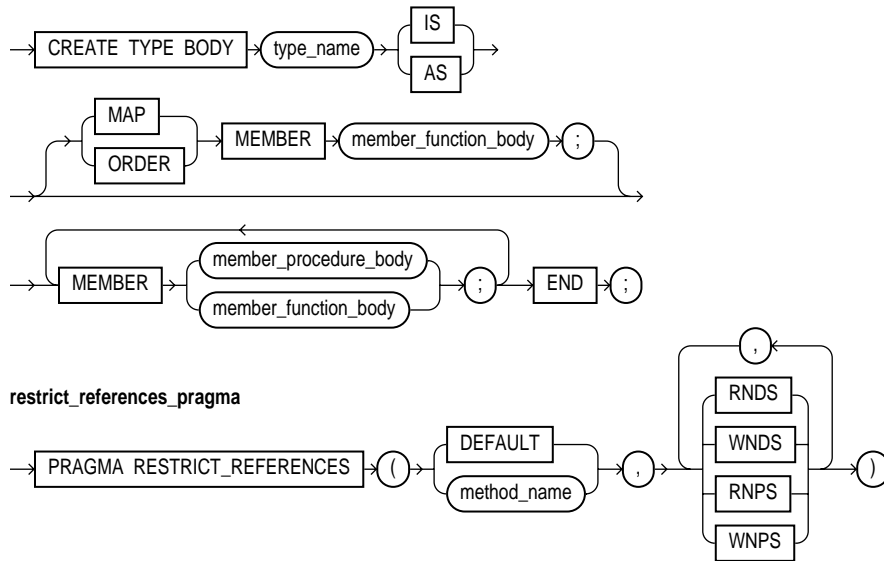 CREATE TYPE BODY type_name IS
AS
MAP
ORDER MEMBER member_function_body ;
MEMBER member_procedure_body
member_function_body ; END ;
,
restrict_references_pragma
PRAGMA RESTRICT_REFERENCES ( DEFAULT
method_name , RNDS
WNDS
RNPS
WNPS )